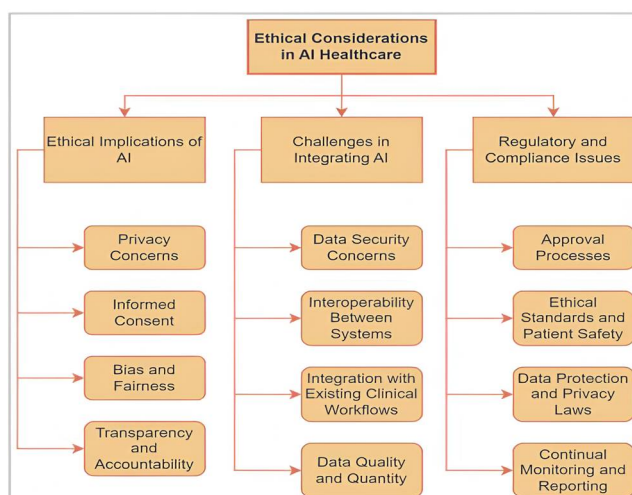 Ethical Considerations
in AI Healthcare
Ethical Implications of
AI
Challenges in
Integrating AI
Regulatory and
Compliance Issues
Privacy
Concerns
Informed
Consent
Bias and
Fairness
Transparency
and
Accountability
Data Security
Concerns
Interoperability
Between
Systems
Integration with
Existing Clinical
Workflows
Data Quality
and Quantity
Approval
Processes
Ethical
Standards and
Patient Safety
Data Protection
and Privacy
Laws
Continual
Monitoring and
Reporting